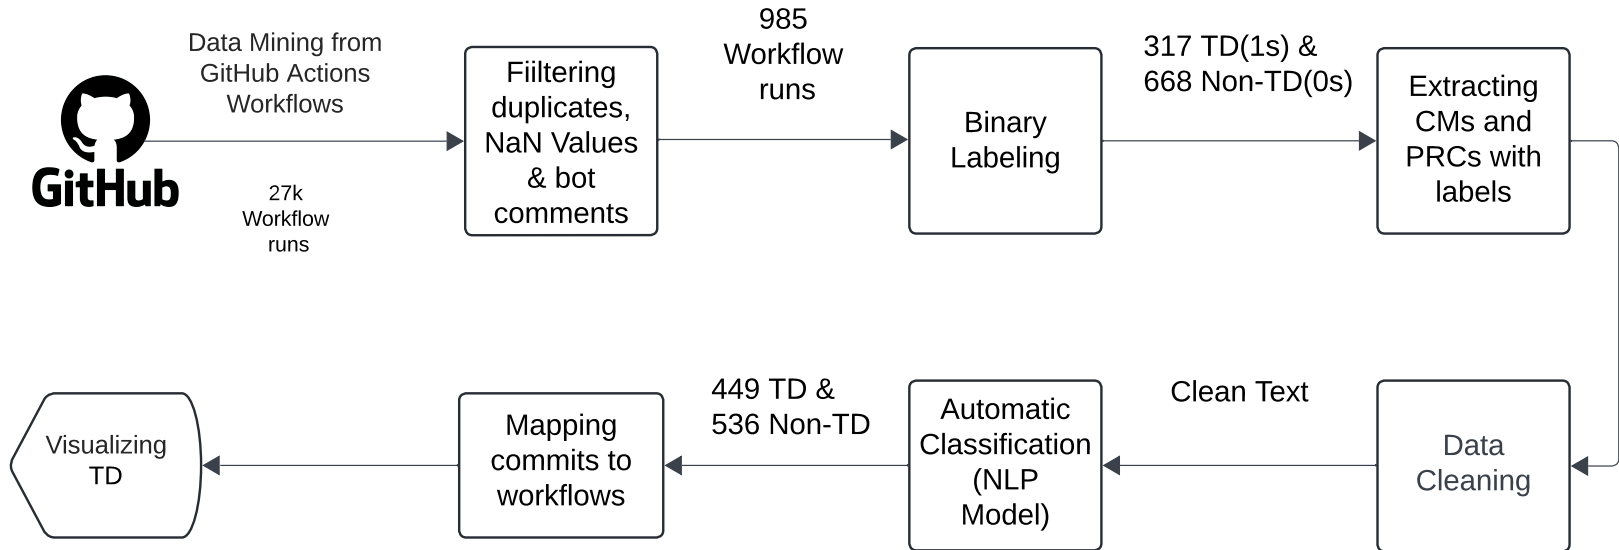 Data Mining from
GitHub Actions
Workflows
GitHub
27k
Workflow
runs
Fiiltering
duplicates,
NaN Values
& bot
comments
985
Workflow
runs
Binary
Labeling
317 TD(1s) &
668 Non-TD(0s)
Extracting
CMs and
PRCs with
labels
Data
Cleaning
Clean Text
Automatic
Classification
(NLP
Model)
449 TD &
536 Non-TD
Mapping
commits to
workflows
Visualizing
TD